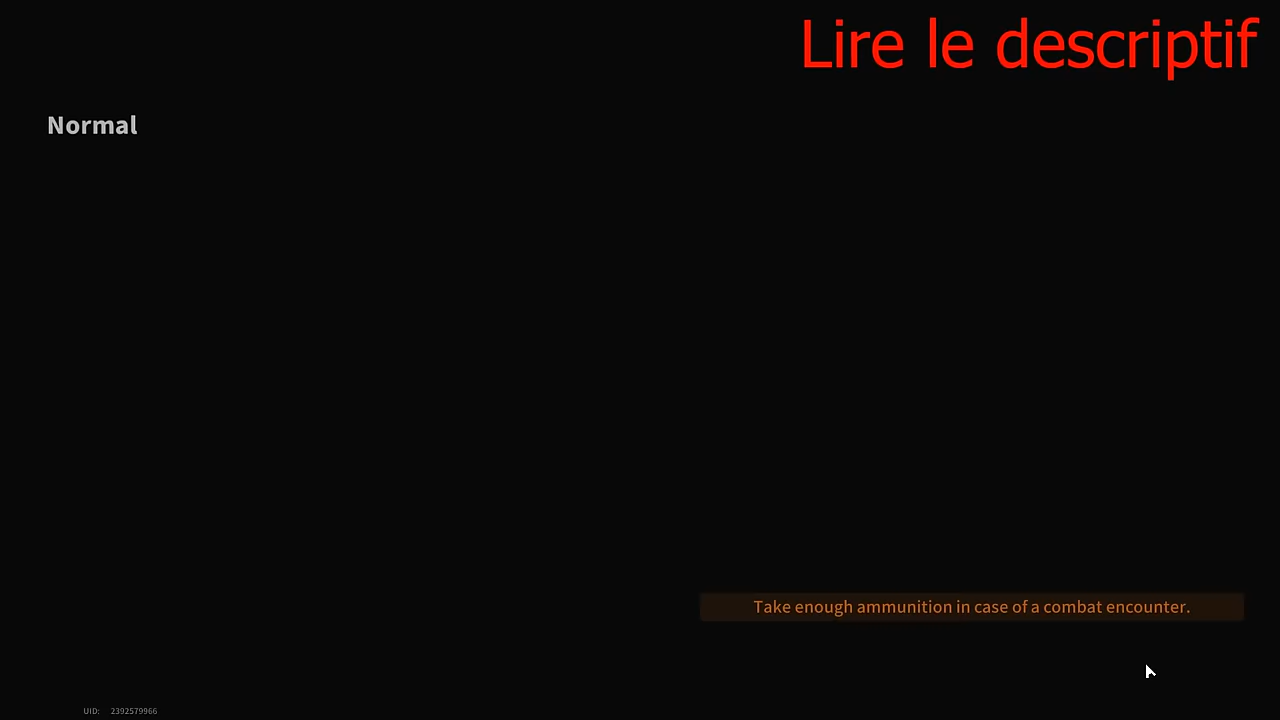 Lire le descriptif
Normal
Take enough ammunition in case of a combat encounter.
UID: 2392579966